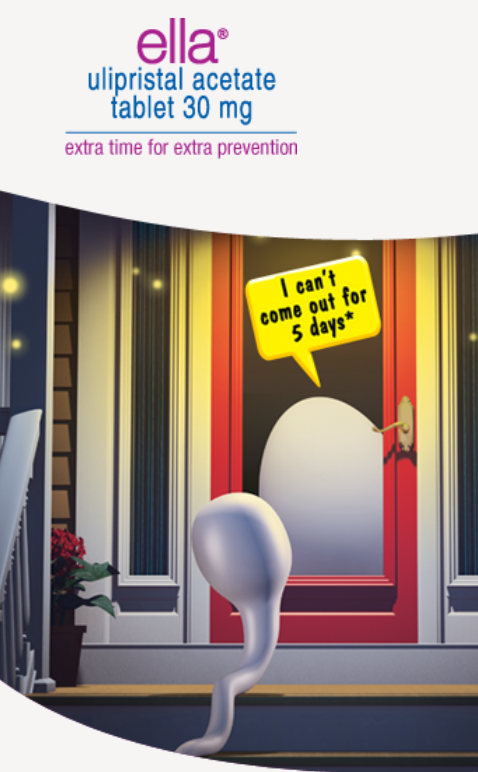 ella®
ulipristal acetate
tablet 30 mg
extra time for extra prevention
I can't
come out for
5 days*